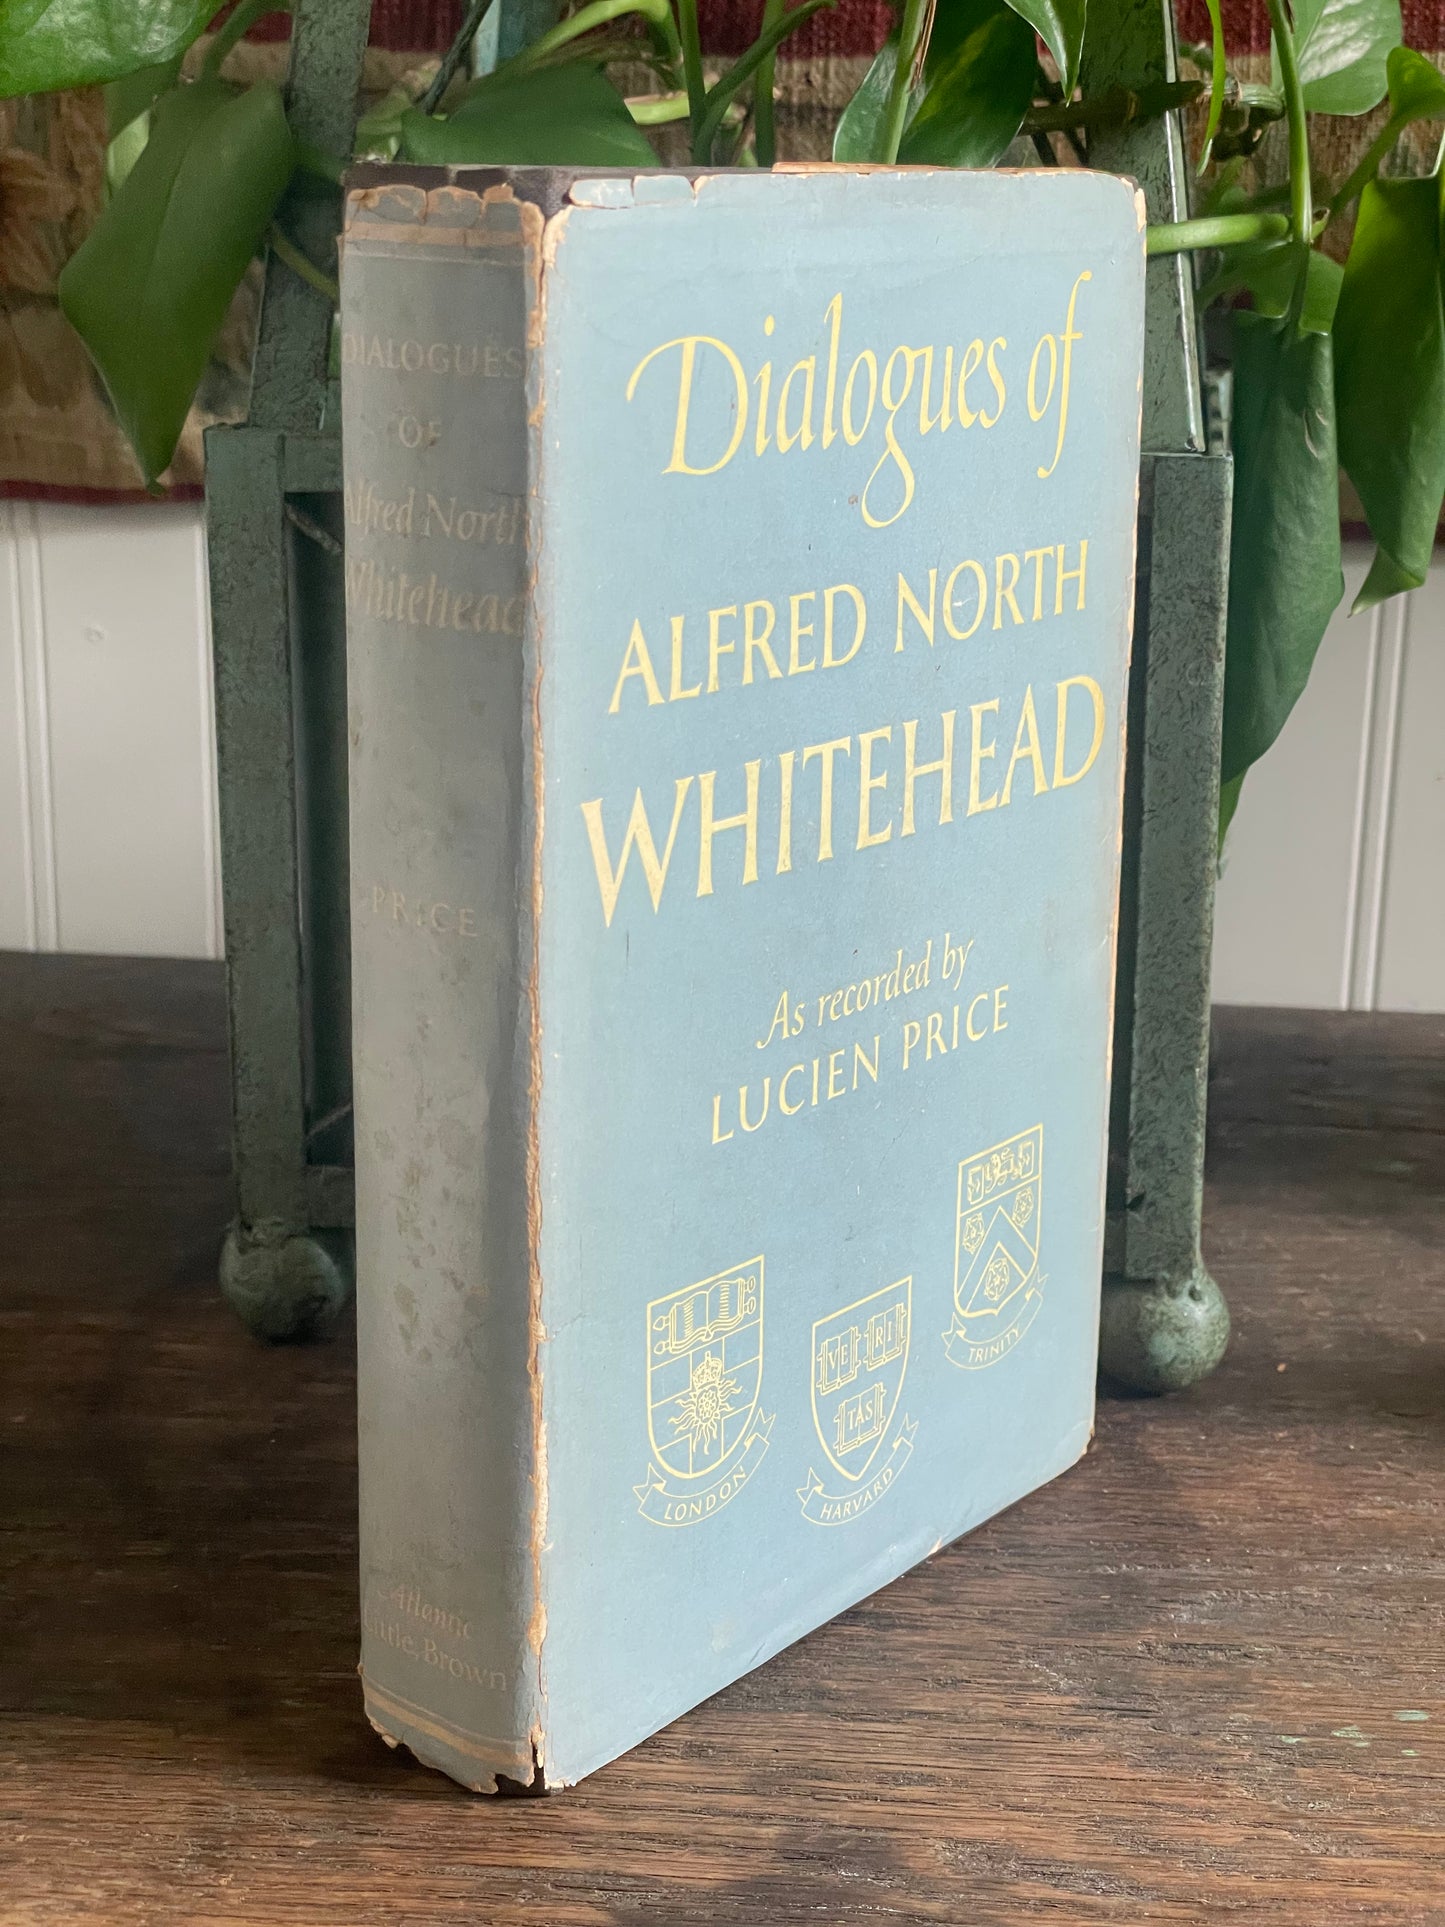 DIALOGUES
OF
Alfred North
Whitehead
PRICE
Atlantic
Little, Brown
Dialogues of
ALFRED NORTH
WHITEHEAD
As recorded by
LUCIEN PRICE
TRINITY
VE RI
TAS
LONDON
HARVARD